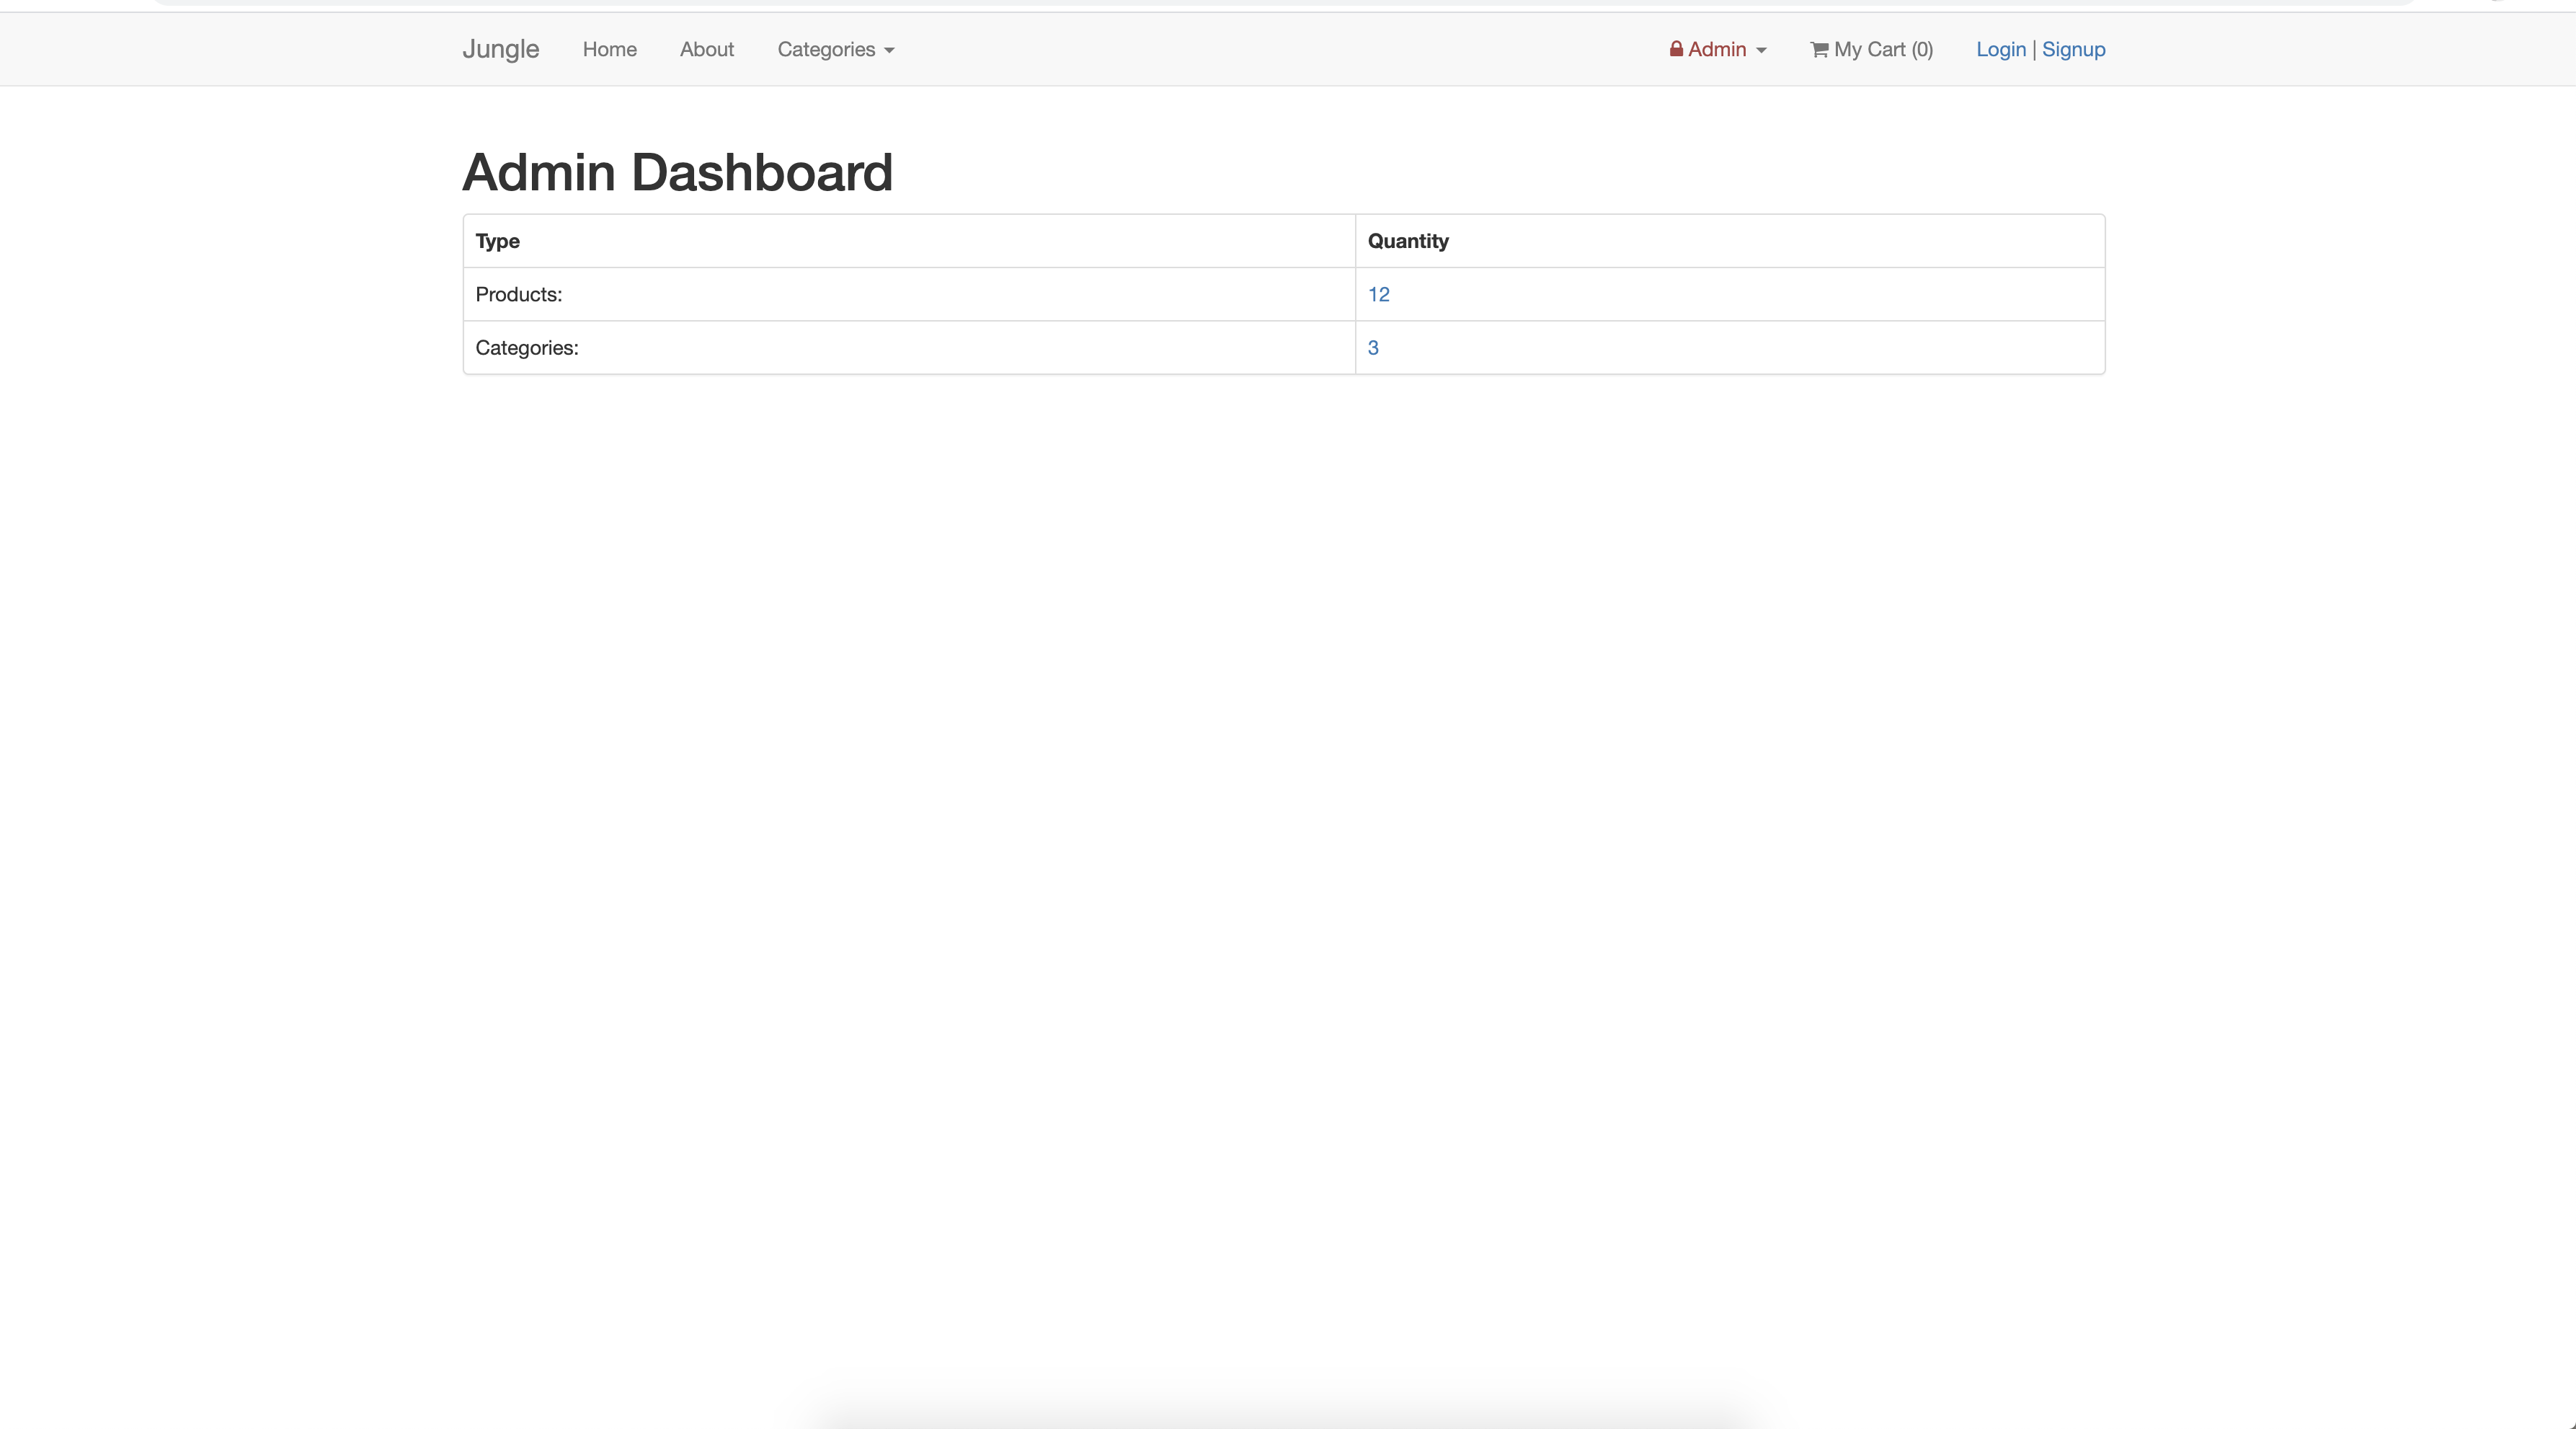 Jungle Home About Categories Admin My Cart (0) Login | Signup
Admin Dashboard
Type Quantity
Products: 12
Categories: 3